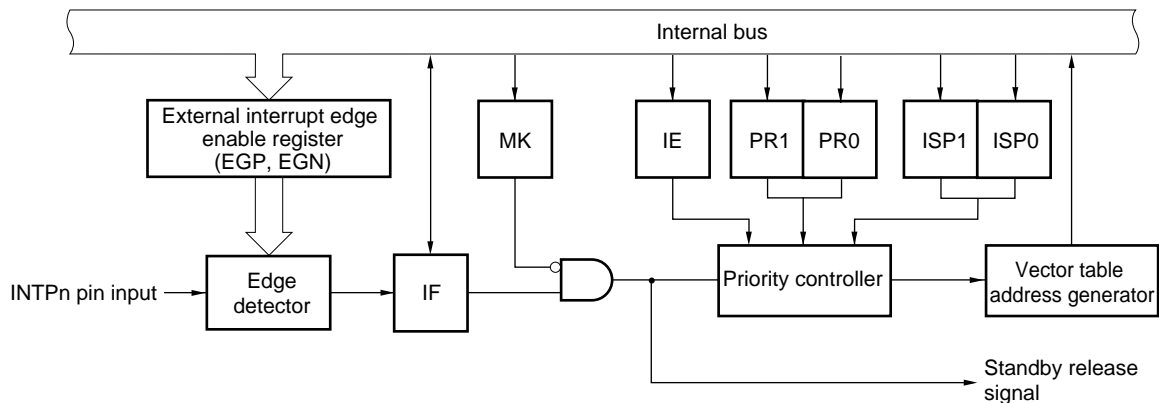 Internal bus
External interrupt edge
enable register
(EGP, EGN)
MK
IE
PR1
PR0
ISP1
ISP0
INTPn pin input
Edge
detector
IF
Priority controller
Vector table
address generator
Standby release
signal